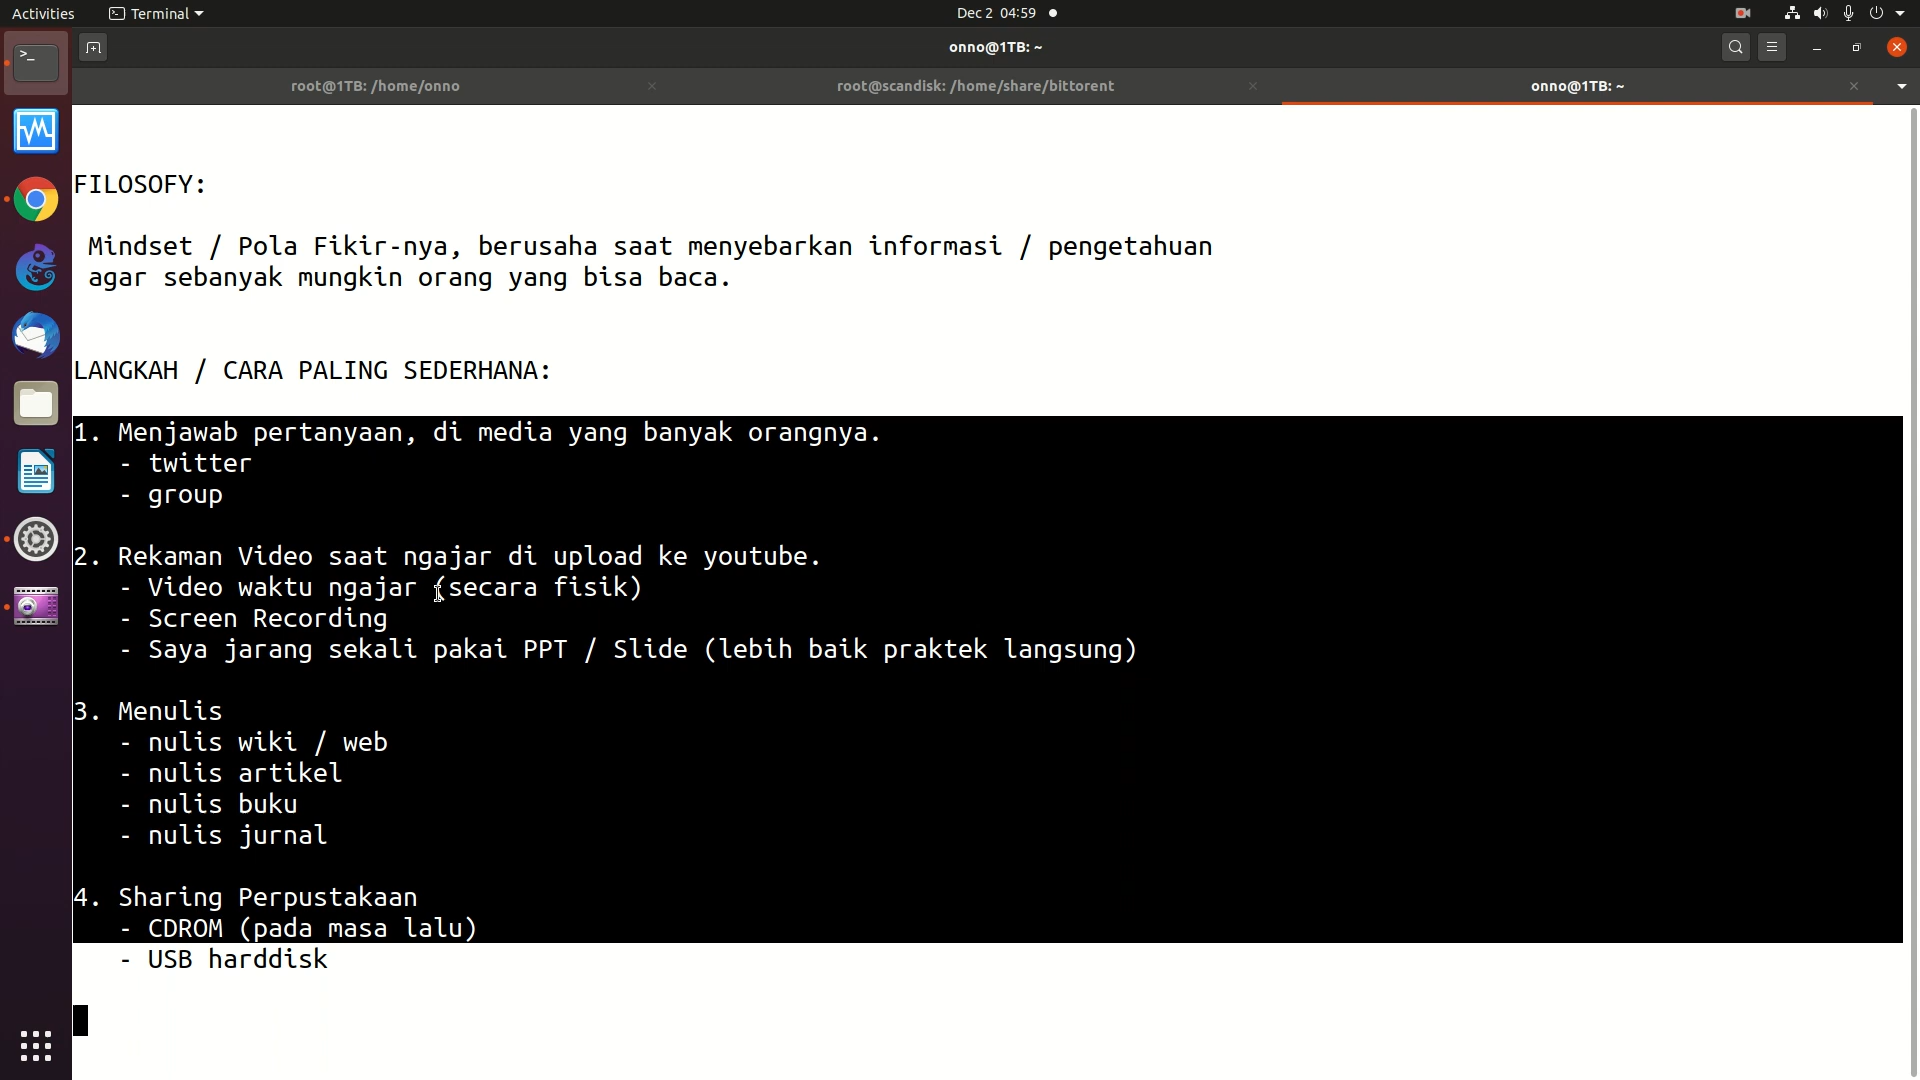 Activities
Terminal
Dec 2 04:59
onno@1TB: ~
root@1TB: /home/onno
root@scandisk: /home/share/bittorent
onno@1TB: ~
FILOSOFY:
Mindset / Pola Fikir-nya, berusaha saat menyebarkan informasi / pengetahuan
agar sebanyak mungkin orang yang bisa baca.
LANGKAH / CARA PALING SEDERHANA:
1. Menjawab pertanyaan, di media yang banyak orangnya.
- twitter
- group
2. Rekaman Video saat ngajar di upload ke youtube.
- Video waktu ngajar (secara fisik)
- Screen Recording
- Saya jarang sekali pakai PPT / Slide (lebih baik praktek langsung)
3. Menulis
- nulis wiki / web
- nulis artikel
- nulis buku
- nulis jurnal
4. Sharing Perpustakaan
- CDROM (pada masa lalu)
- USB harddisk